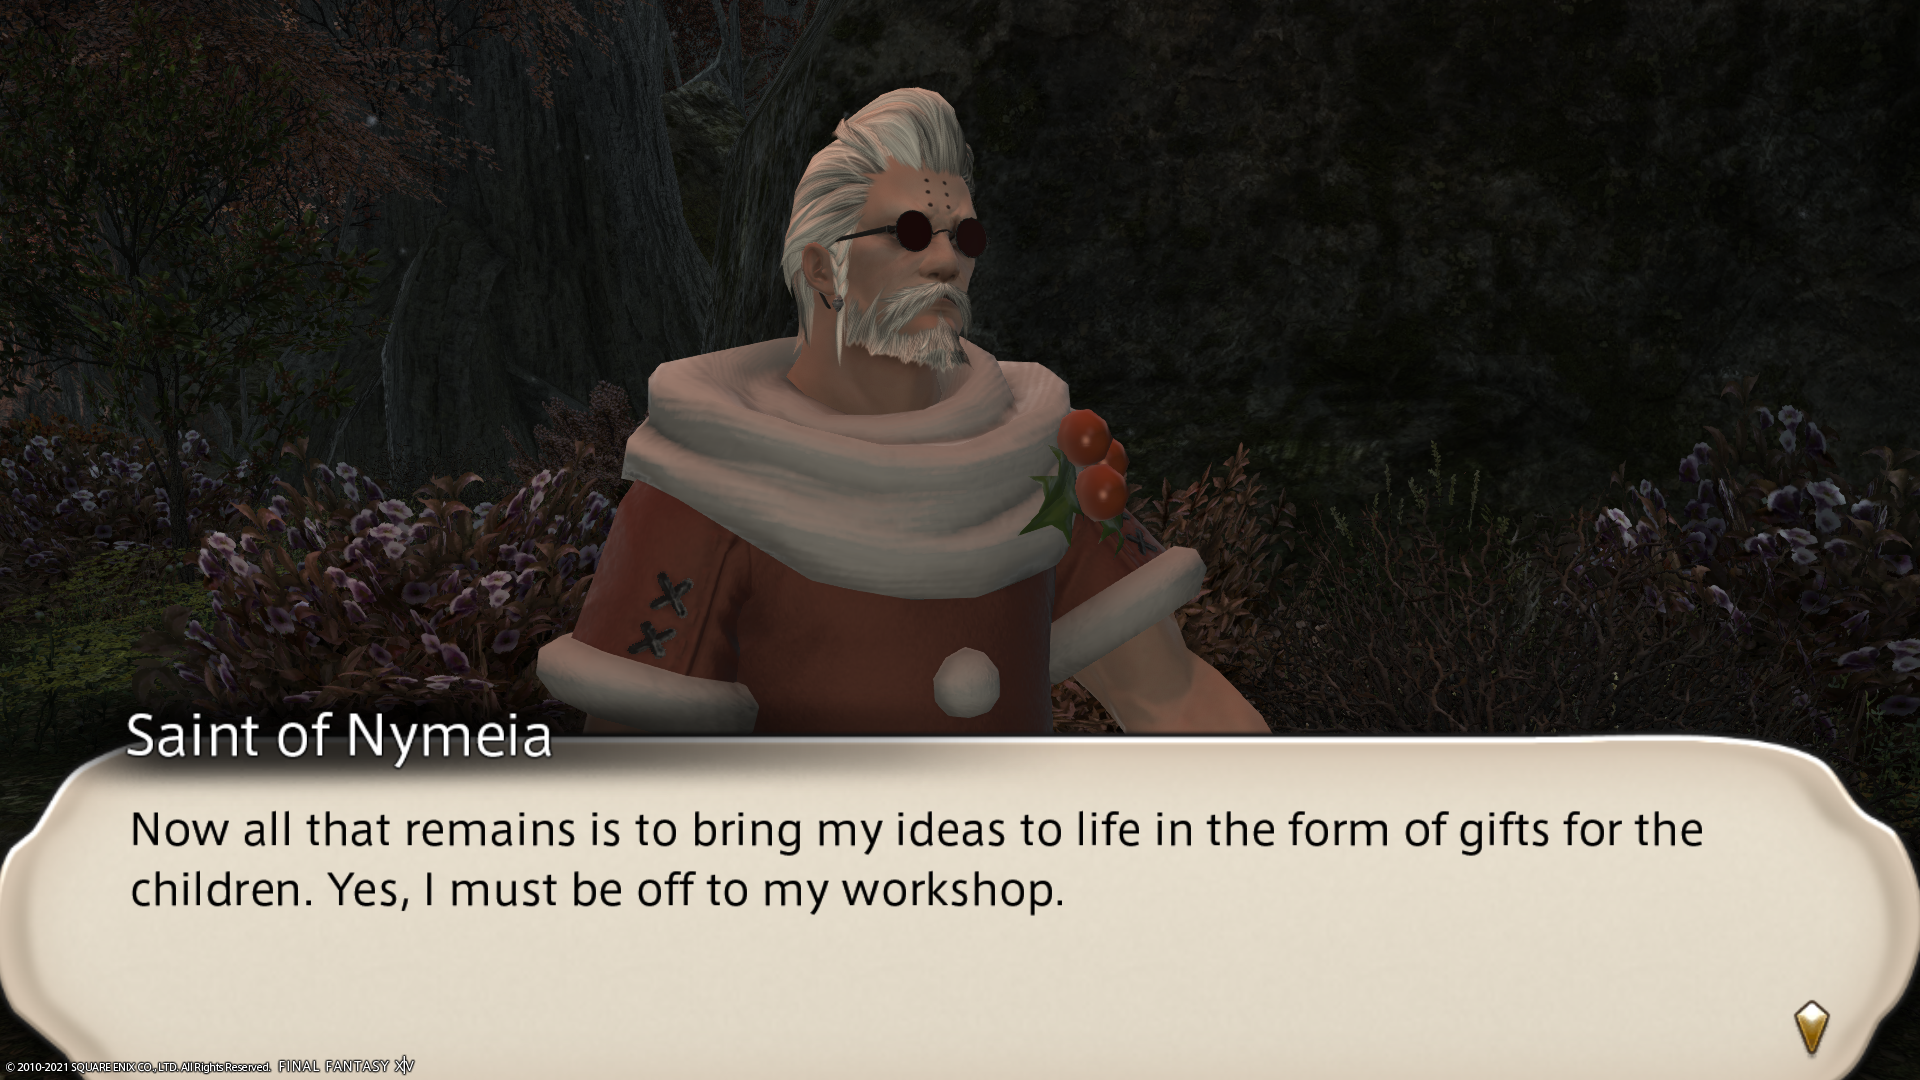 Saint of Nymeia
Now all that remains is to bring my ideas to life in the form of gifts for the
children. Yes, I must be off to my workshop.
© 2010-2021 SQUARE ENIX CO., LTD. All Rights Reserved. FINAL FANTASY XIV